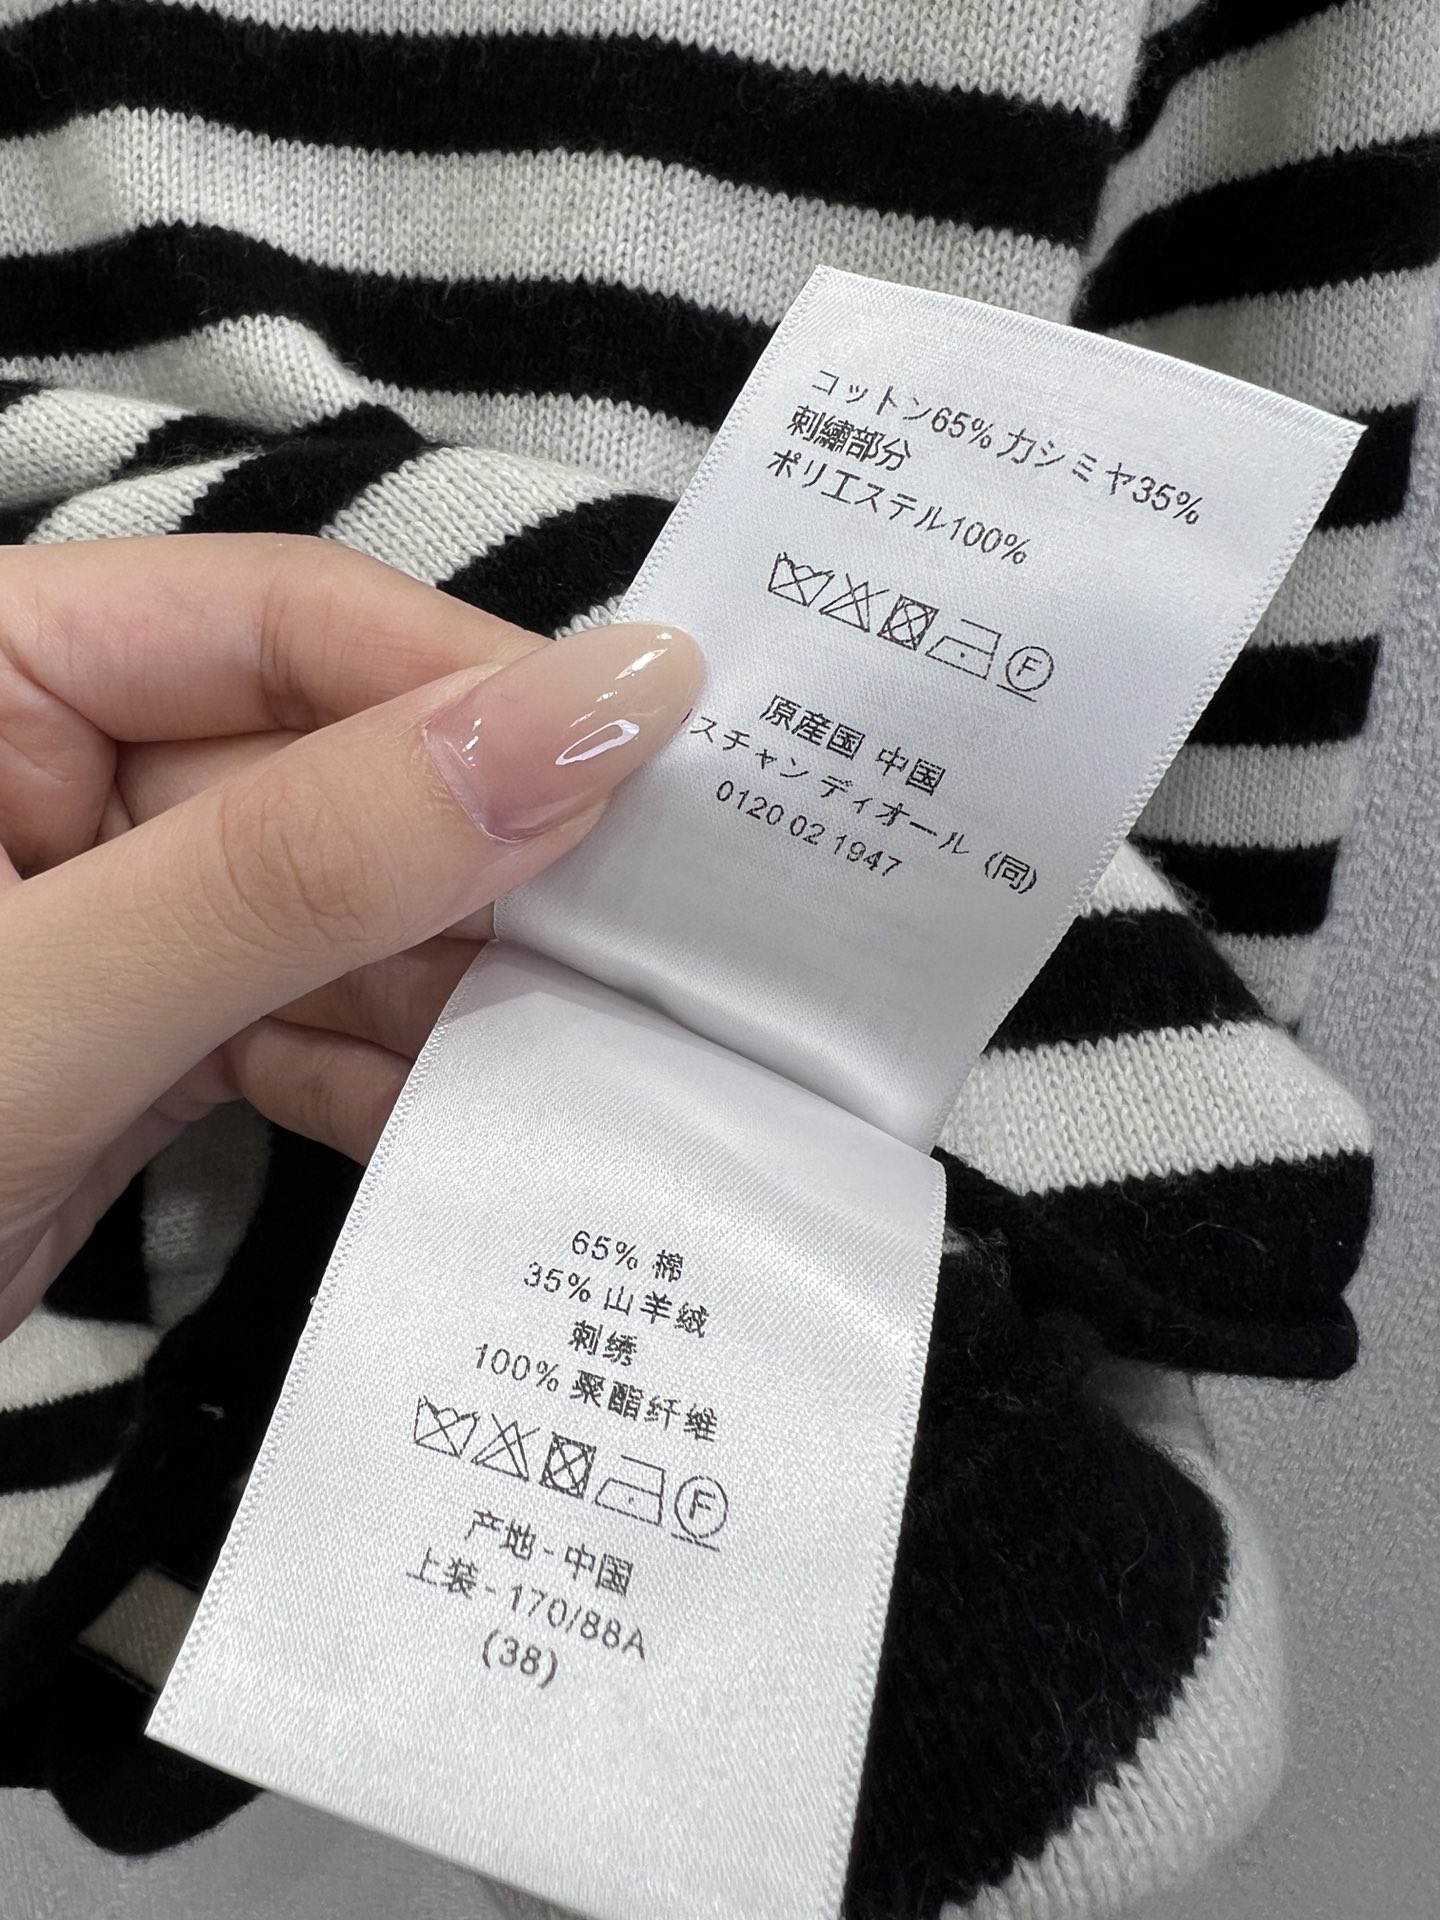 コットン65% カシミヤ35%
刺繍部分
ポリエステル100%
F
原産国 中国
スチャン ディオール (同)
0120 02 1947
65% 棉
35% 山羊绒
刺绣
100% 聚酯纤维
F
产地 - 中国
上装 - 170/88A
(38)